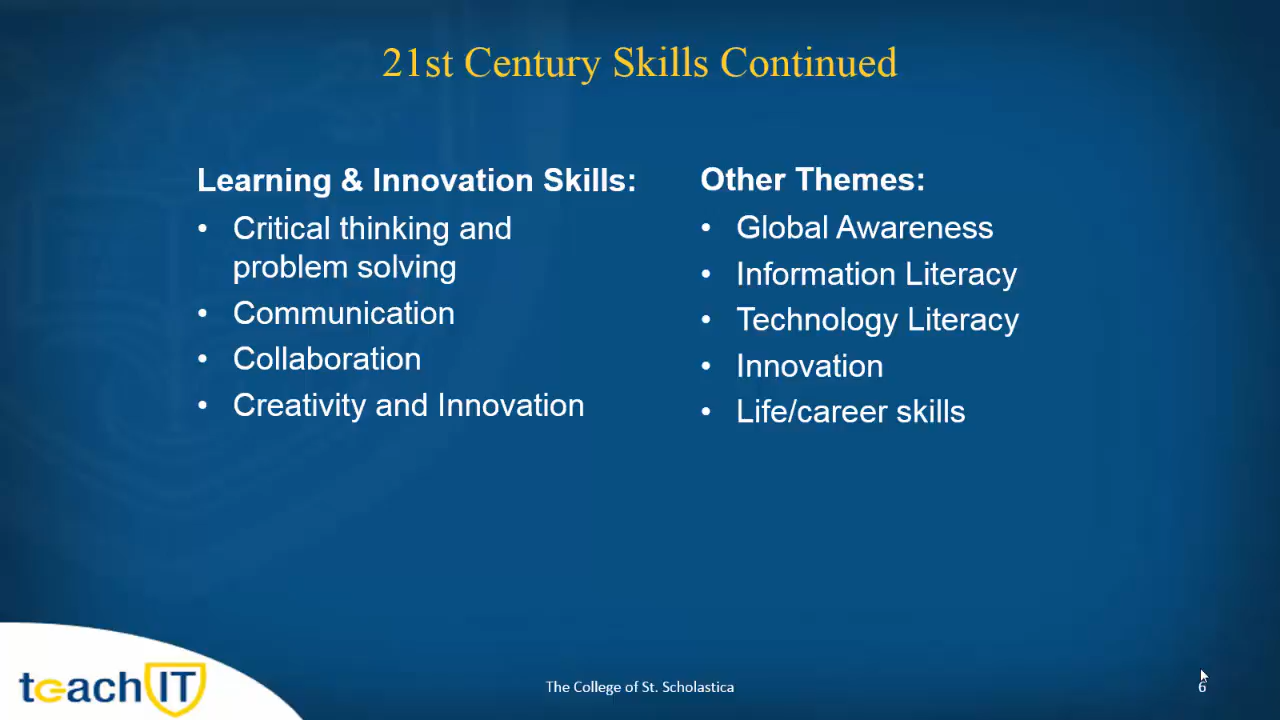 21st Century Skills Continued
Learning & Innovation Skills:
• Critical thinking and
problem solving
• Communication
• Collaboration
• Creativity and Innovation
Other Themes:
• Global Awareness
• Information Literacy
• Technology Literacy
• Innovation
• Life/career skills
teachIT
The College of St. Scholastica
6